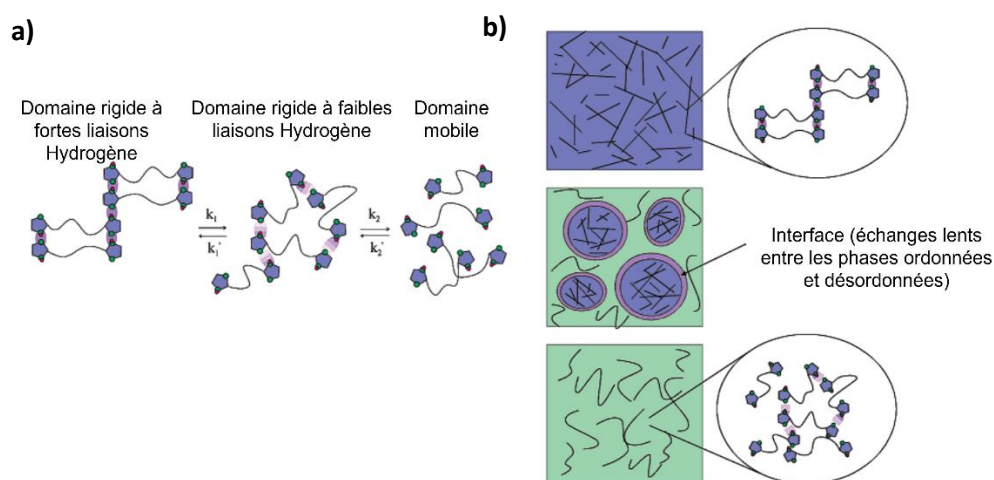 a)
Domaine rigide à
fortes liaisons
Hydrogène
Domaine rigide à faibles
liaisons Hydrogène
Domaine
mobile
k₁
k₁'
k₂
k₂'
b)
Interface (échanges lents
entre les phases ordonnées
et désordonnées)